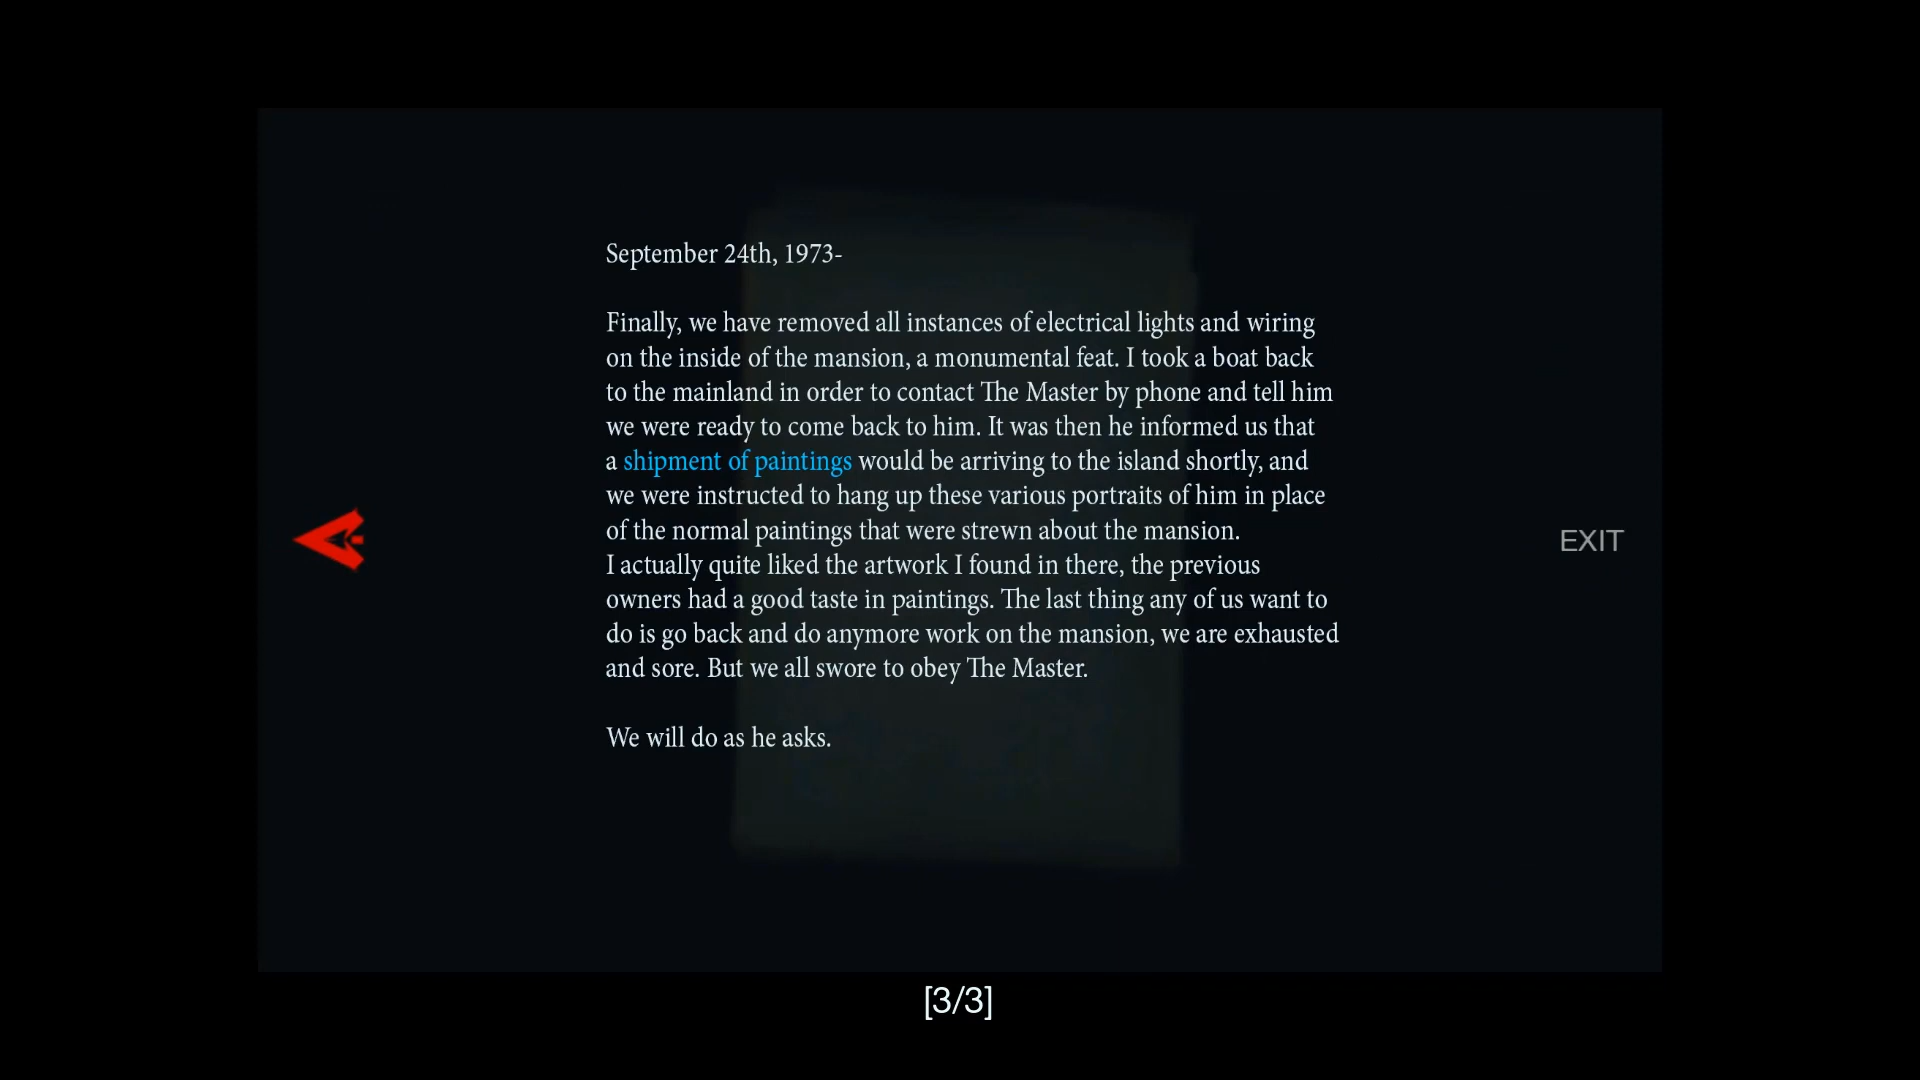 September 24th, 1973-
Finally, we have removed all instances of electrical lights and wiring
on the inside of the mansion, a monumental feat. I took a boat back
to the mainland in order to contact The Master by phone and tell him
we were ready to come back to him. It was then he informed us that
a shipment of paintings would be arriving to the island shortly, and
we were instructed to hang up these various portraits of him in place
of the normal paintings that were strewn about the mansion.
I actually quite liked the artwork I found in there, the previous
owners had a good taste in paintings. The last thing any of us want to
do is go back and do anymore work on the mansion, we are exhausted
and sore. But we all swore to obey The Master.
We will do as he asks.
EXIT
[3/3]